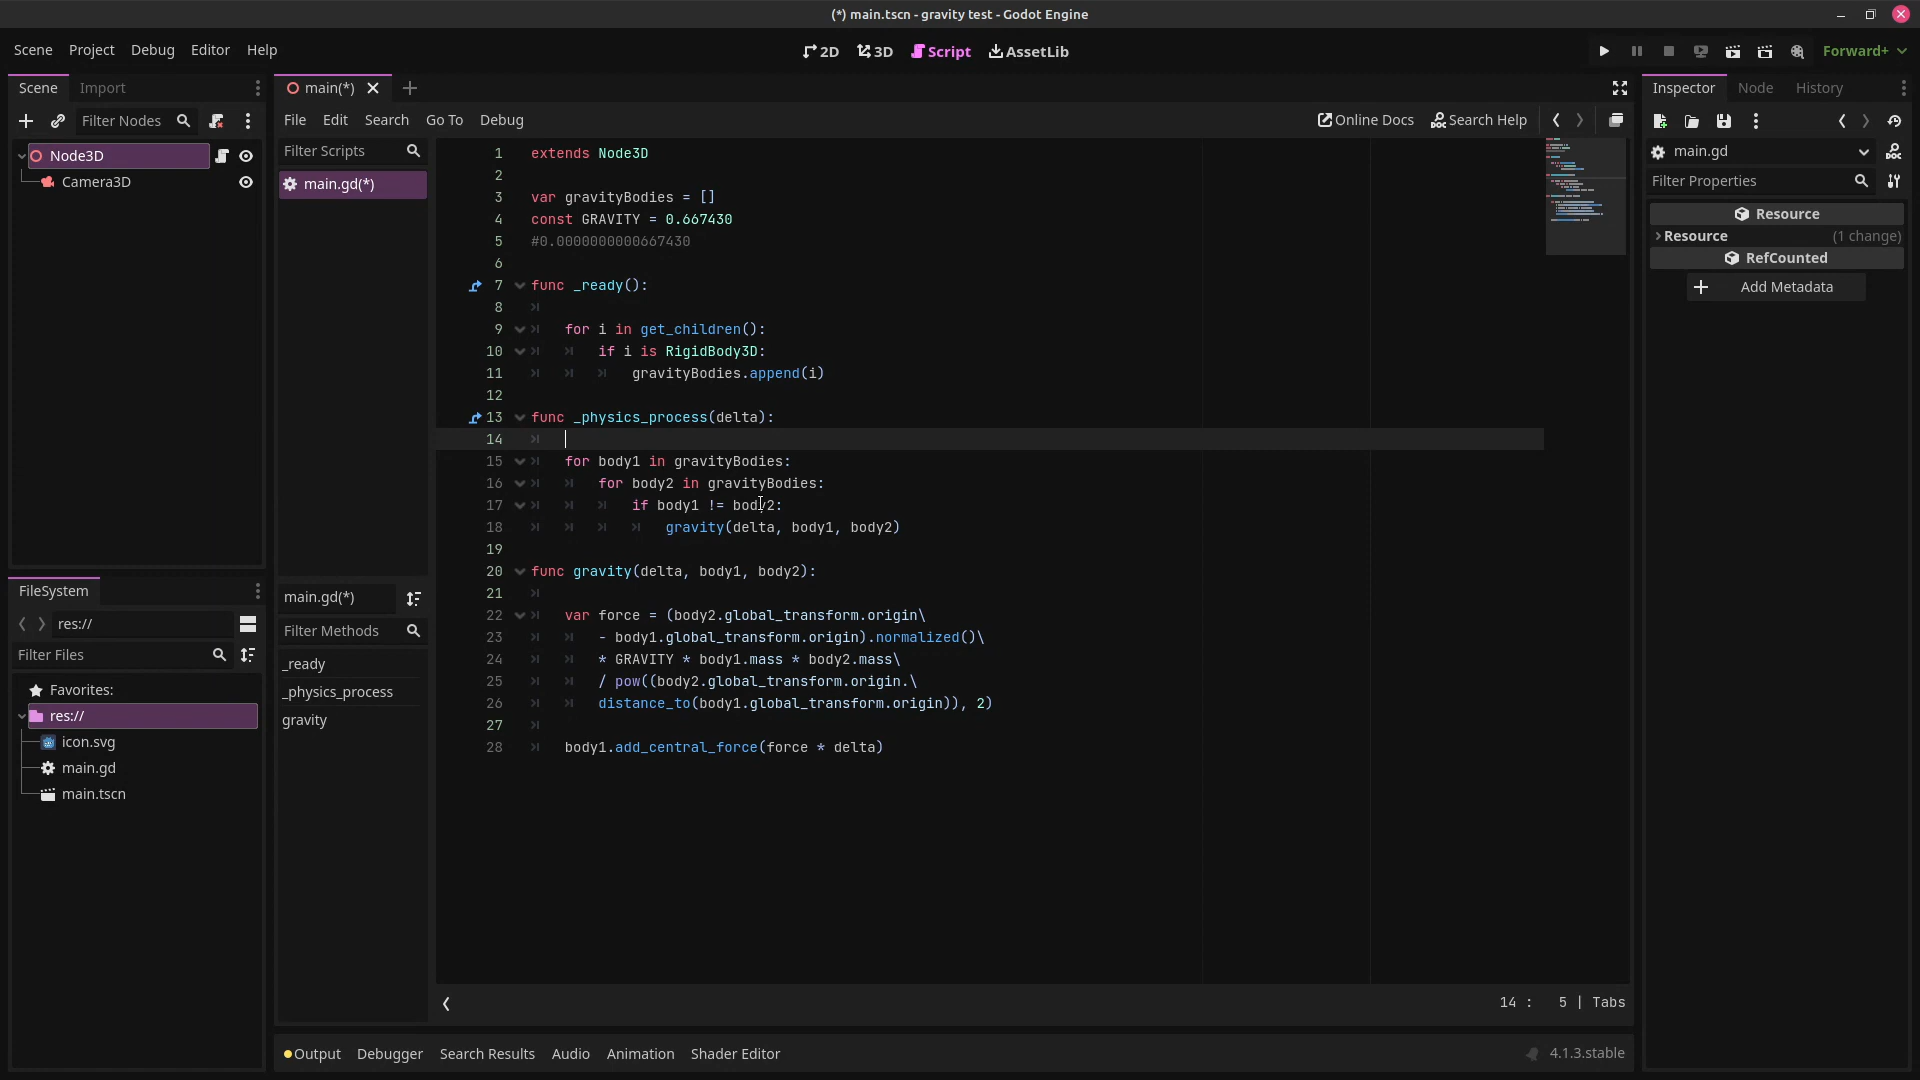 (*) main.tscn - gravity test - Godot Engine
Scene Project Debug Editor Help
2D 3D Script AssetLib
Forward+
Scene Import
Filter Nodes
Node3D
Camera3D
FileSystem
res://
Filter Files
Favorites:
res://
icon.svg
main.gd
main.tscn
main(*)
File Edit Search Go To Debug
Online Docs Search Help
Filter Scripts
main.gd(*)
main.gd(*)
Filter Methods
_ready
_physics_process
gravity
1 extends Node3D
2
3 var gravityBodies = []
4 const GRAVITY = 0.667430
5 #0.0000000000667430
6
7 func _ready():
8
9 for i in get_children():
10 if i is RigidBody3D:
11 gravityBodies.append(i)
12
13 func _physics_process(delta):
14
15 for body1 in gravityBodies:
16 for body2 in gravityBodies:
17 if body1 != body2:
18 gravity(delta, body1, body2)
19
20 func gravity(delta, body1, body2):
21
22 var force = (body2.global_transform.origin\
23 - body1.global_transform.origin).normalized()\
24 * GRAVITY * body1.mass * body2.mass\
25 / pow((body2.global_transform.origin.\
26 distance_to(body1.global_transform.origin)), 2)
27
28 body1.add_central_force(force * delta)
14 : 5 | Tabs
Output Debugger Search Results Audio Animation Shader Editor
4.1.3.stable
Inspector Node History
main.gd
Filter Properties
Resource
Resource (1 change)
RefCounted
Add Metadata